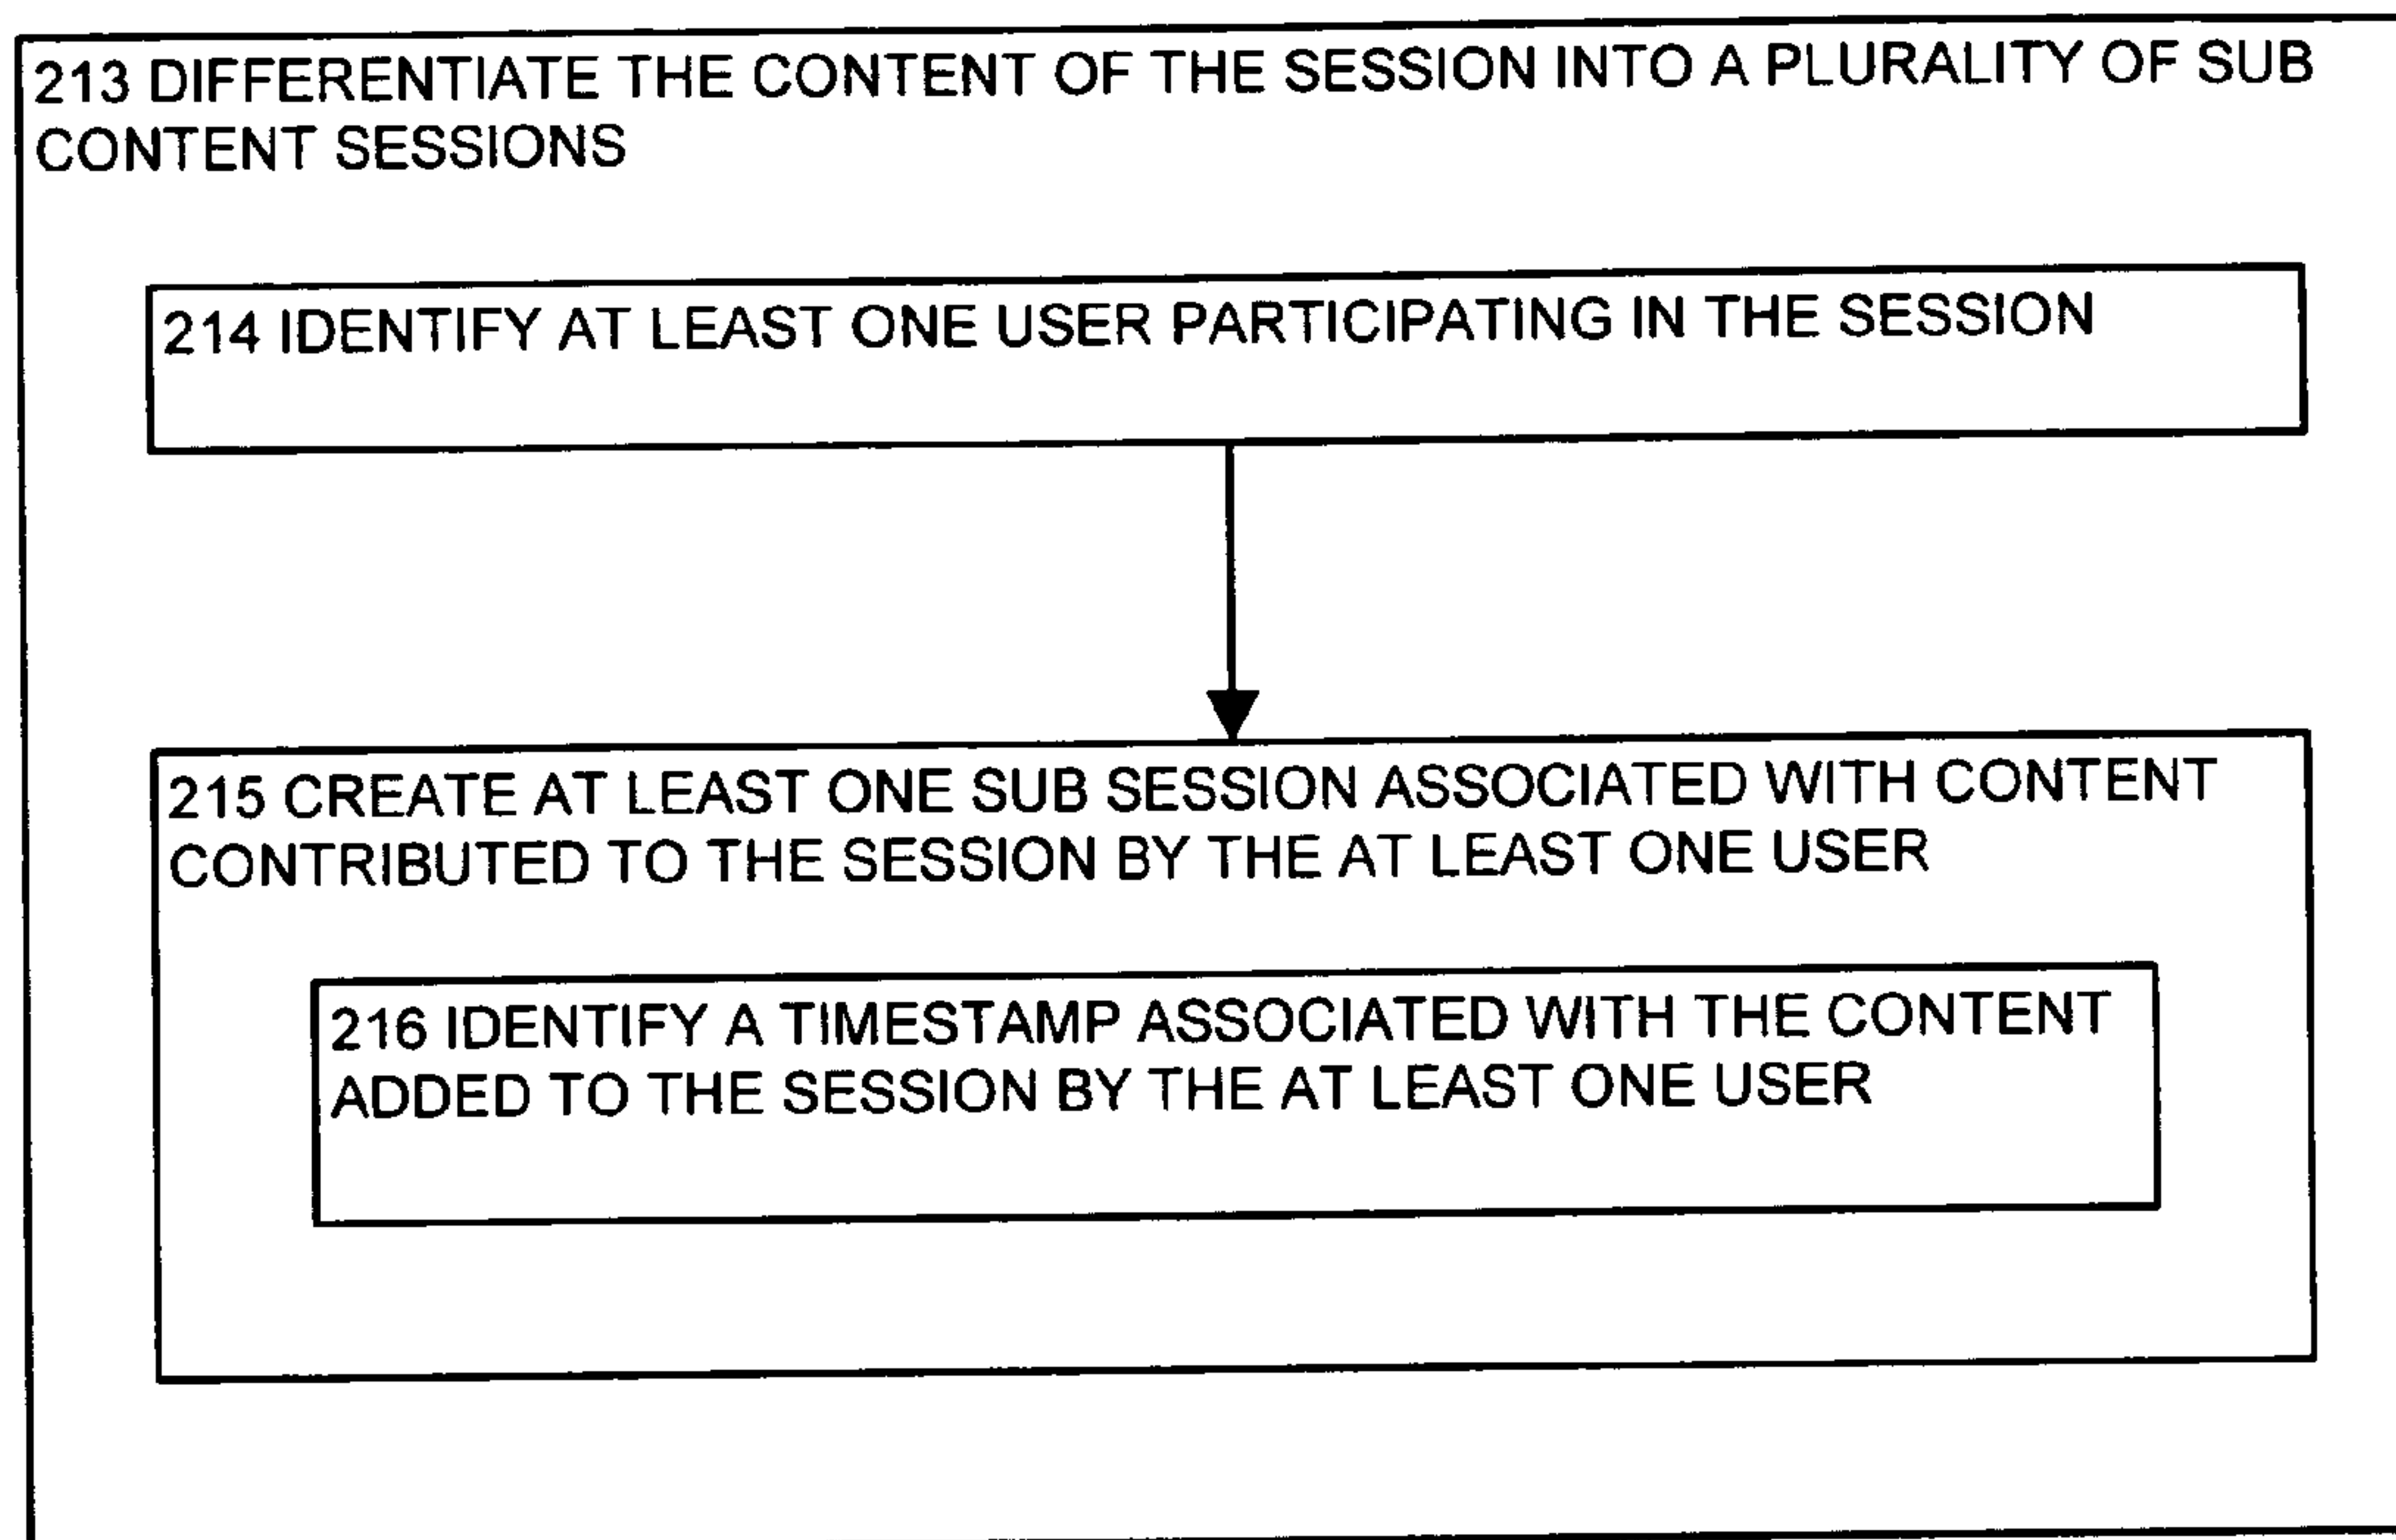 213 DIFFERENTIATE THE CONTENT OF THE SESSION INTO A PLURALITY OF SUB
CONTENT SESSIONS
214 IDENTIFY AT LEAST ONE USER PARTICIPATING IN THE SESSION
215 CREATE AT LEAST ONE SUB SESSION ASSOCIATED WITH CONTENT
CONTRIBUTED TO THE SESSION BY THE AT LEAST ONE USER
216 IDENTIFY A TIMESTAMP ASSOCIATED WITH THE CONTENT
ADDED TO THE SESSION BY THE AT LEAST ONE USER